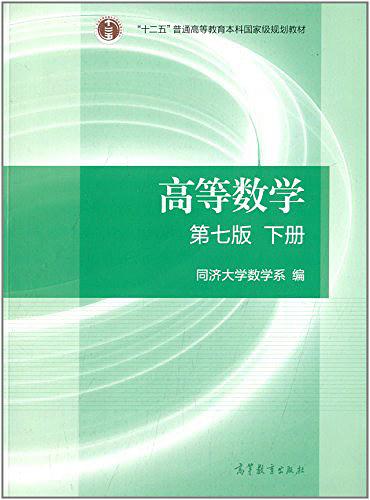 “十二五”普通高等教育本科国家级规划教材
高等数学
第七版 下册
同济大学数学系 编
高等教育出版社